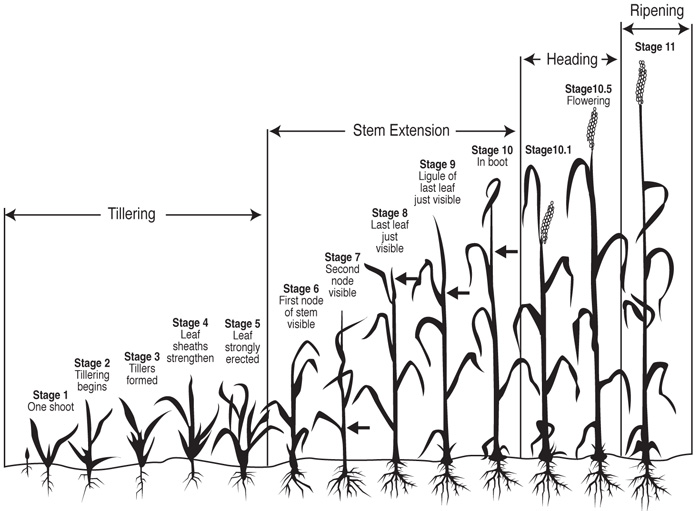 Ripening
Stage 11
Heading
Stage10.5
Flowering
Stem Extension
Stage 10
In boot
Stage10.1
Stage 9
Ligule of
last leaf
just visible
Tillering
Stage 8
Last leaf
just
visible
Stage 7
Second
node
visible
Stage 6
First node
of stem
visible
Stage 5
Leaf
strongly
erected
Stage 4
Leaf
sheaths
strengthen
Stage 3
Tillers
formed
Stage 2
Tillering
begins
Stage 1
One shoot